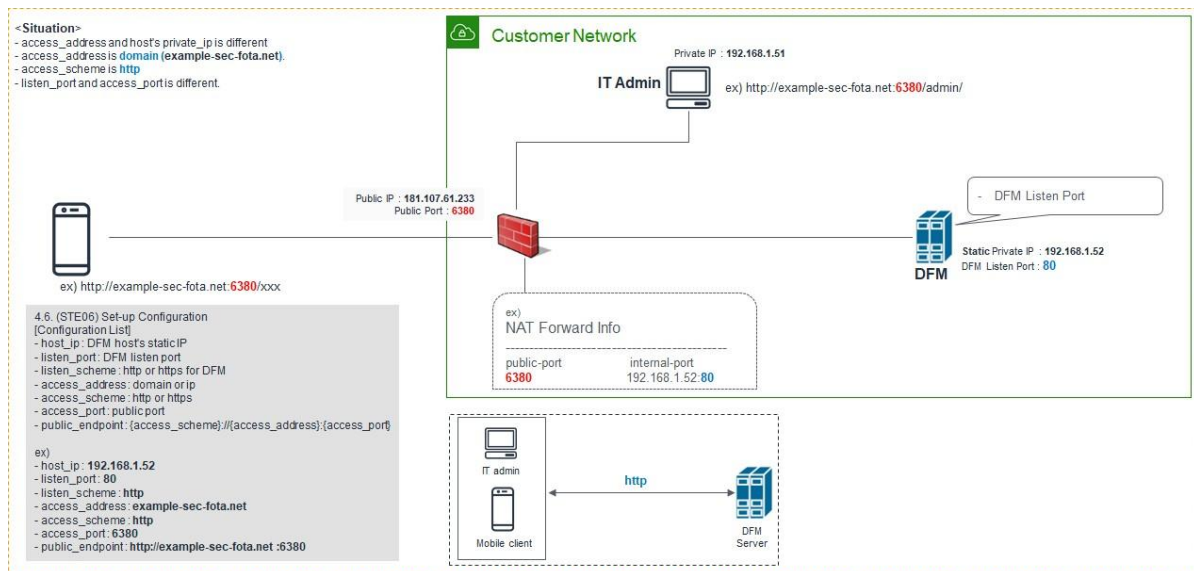 <Situation>
- access_address and host's private_ip is different
- access_address is domain (example-sec-fota.net).
- access_scheme is http
- listen_port and access_port is different.
Customer Network
Private IP : 192.168.1.51
IT Admin
ex) http://example-sec-fota.net:6380/admin/
Public IP : 181.107.61.233
Public Port : 6380
- DFM Listen Port
Static Private IP : 192.168.1.52
DFM Listen Port : 80
DFM
ex) http://example-sec-fota.net:6380/xxx
ex)
NAT Forward Info
public-port internal-port
6380 192.168.1.52:80
4.6. (STE06) Set-up Configuration
[Configuration List]
- host_ip : DFM host's static IP
- listen_port: DFM listen port
- listen_scheme : http or https for DFM
- access_address : domain or ip
- access_scheme : http or https
- access_port : public port
- public_endpoint : {access_scheme}://{access_address}:{access_port}
ex)
- host_ip : 192.168.1.52
- listen_port : 80
- listen_scheme : http
- access_address : example-sec-fota.net
- access_scheme : http
- access_port : 6380
- public_endpoint : http://example-sec-fota.net :6380
IT admin
http
Mobile client
DFM
Server